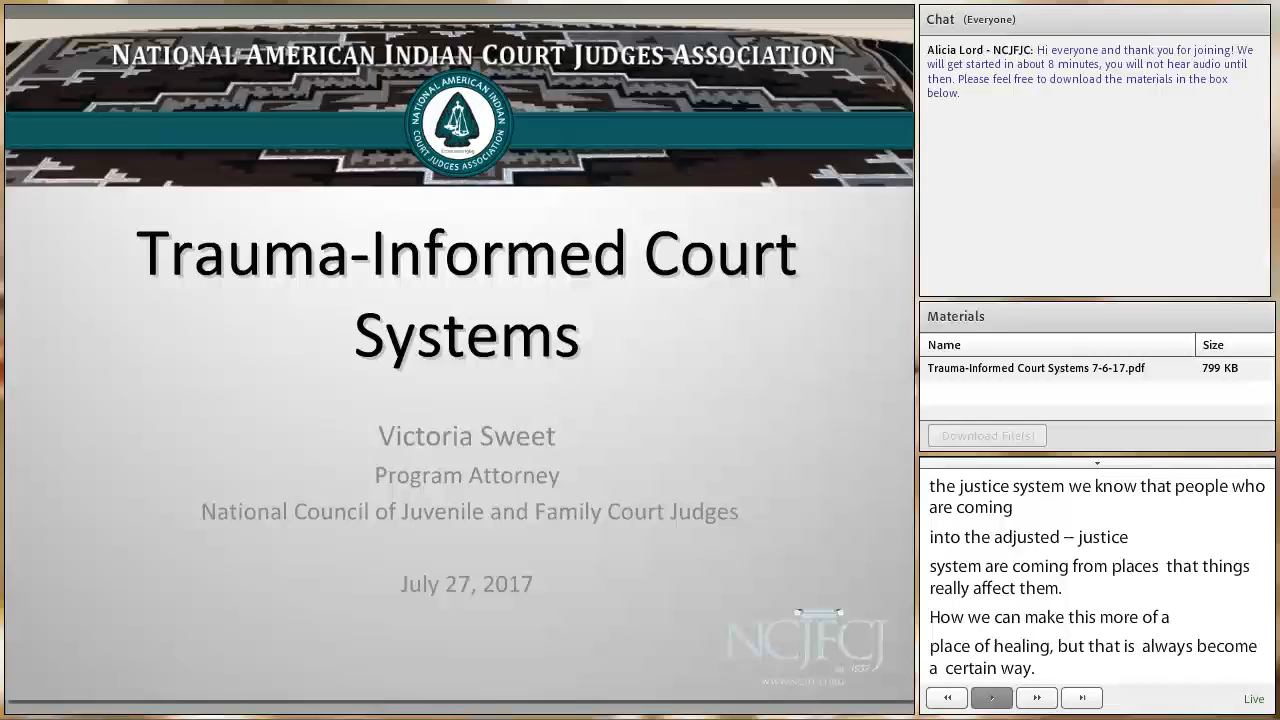 NATIONAL AMERICAN INDIAN COURT JUDGES ASSOCIATION
NATIONAL AMERICAN INDIAN
COURT JUDGES ASSOCIATION
Trauma-Informed Court
Systems
Victoria Sweet
Program Attorney
National Council of Juvenile and Family Court Judges
July 27, 2017
NCJFCJ
Chat (Everyone)
Alicia Lord - NCJFJC: Hi everyone and thank you for joining! We
will get started in about 8 minutes, you will not hear audio until
then. Please feel free to download the materials in the box
below.
Materials
Name Size
Trauma-Informed Court Systems 7-6-17.pdf 799 KB
Download File(s)
the justice system we know that people who
are coming
into the adjusted -- justice
system are coming from places that things
really affect them.
How we can make this more of a
place of healing, but that is always become
a certain way.
Live